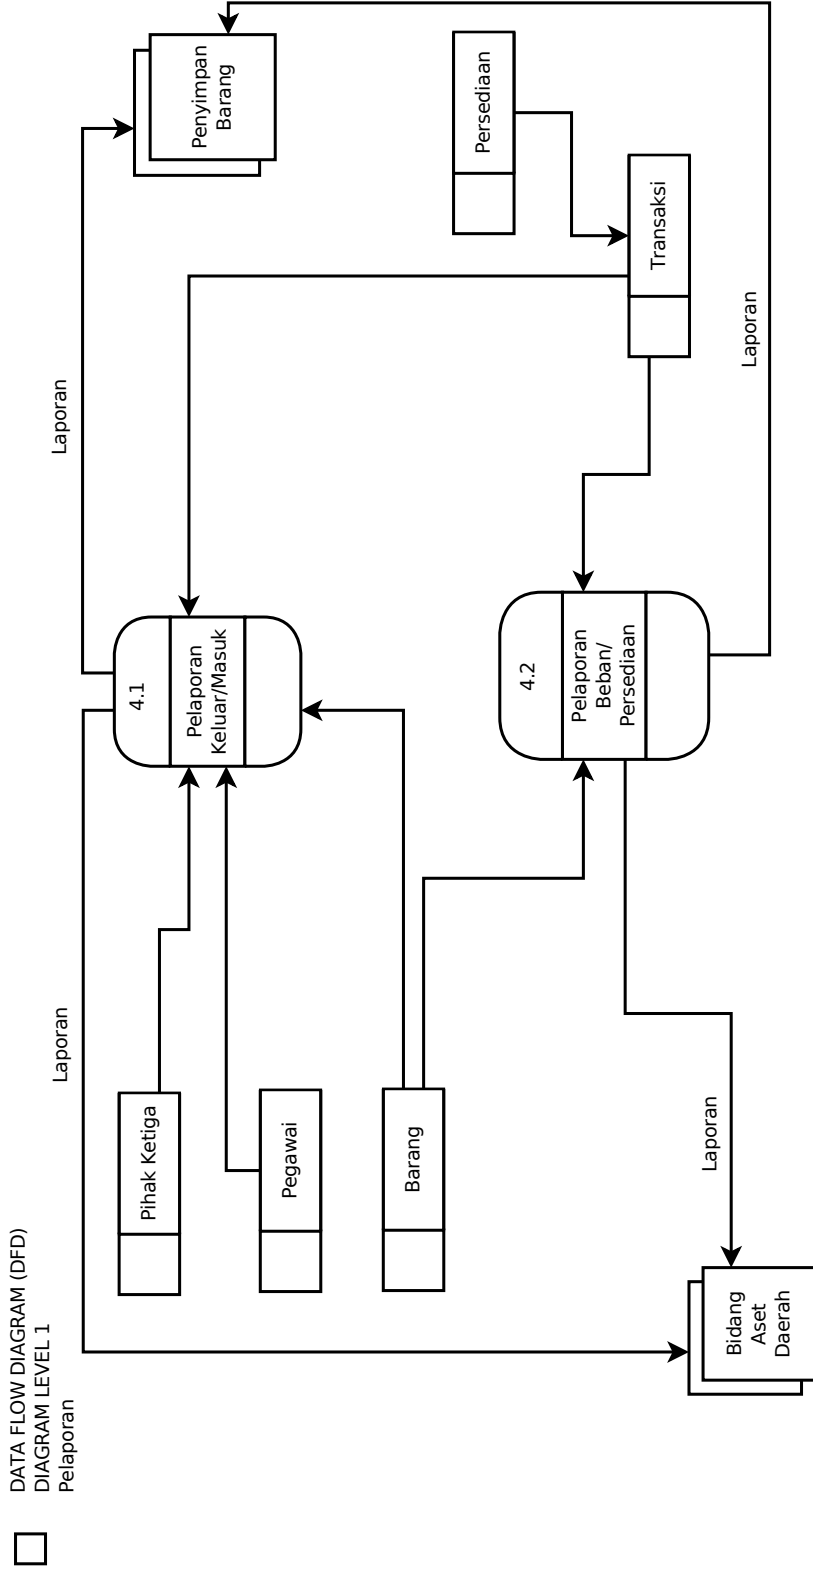 DATA FLOW DIAGRAM (DFD)
DIAGRAM LEVEL 1
Pelaporan
Laporan
Laporan
Penyimpan
Barang
4.1
Pelaporan
Keluar/Masuk
Pihak Ketiga
Pegawai
Barang
Persediaan
Transaksi
4.2
Pelaporan
Beban/
Persediaan
Laporan
Laporan
Bidang
Aset
Daerah